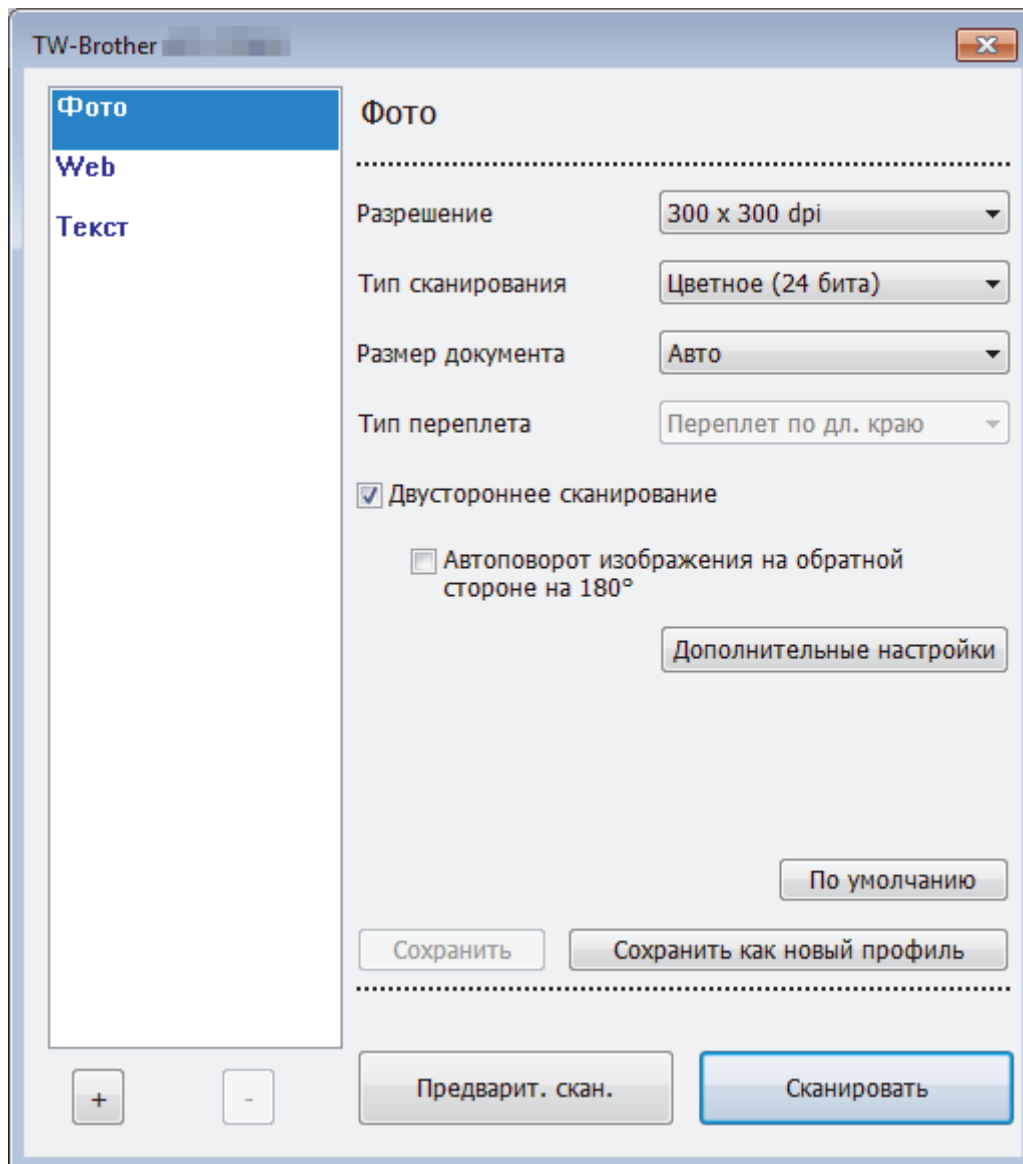 TW-Brother
Фото
Web
Текст
Фото
Разрешение
300 x 300 dpi
Тип сканирования
Цветное (24 бита)
Размер документа
Авто
Тип переплета
Переплет по дл. краю
Двустороннее сканирование
Автоповорот изображения на обратной
стороне на 180°
Дополнительные настройки
По умолчанию
Сохранить
Сохранить как новый профиль
+
-
Предварит. скан.
Сканировать